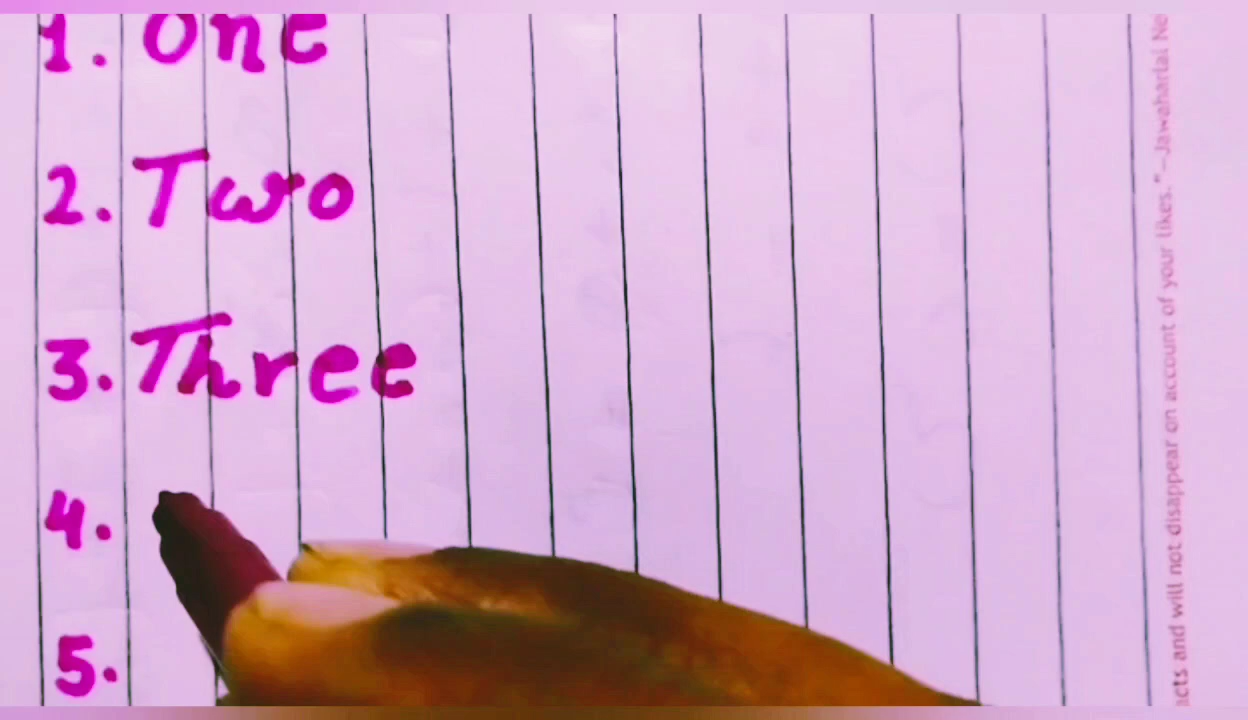 1. One
2. Two
3. Three
4.
5.
acts and will not disappear on account of your likes."–Jawaharlal Ne